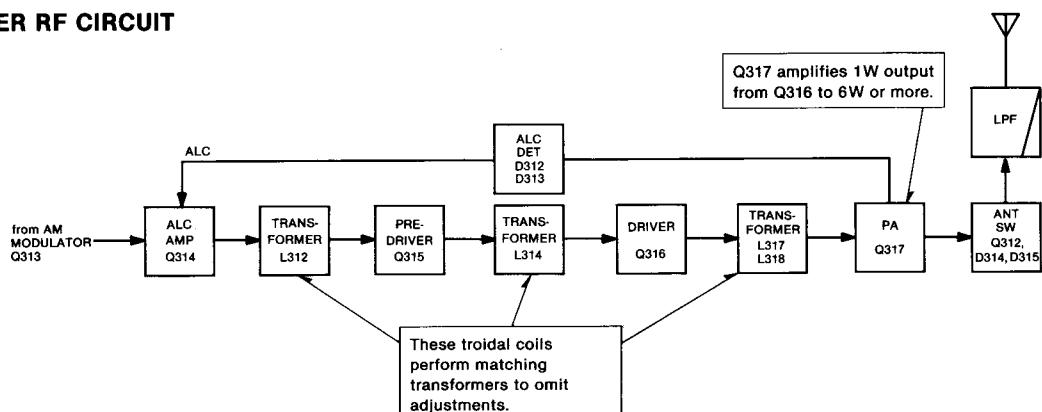 ER RF CIRCUIT
Q317 amplifies 1W output
from Q316 to 6W or more.
LPF
ALC
ALC
DET
D312
D313
from AM
MODULATOR
Q313
ALC
AMP
Q314
TRANS-
FORMER
L312
PRE-
DRIVER
Q315
TRANS-
FORMER
L314
DRIVER
Q316
TRANS-
FORMER
L317
L318
PA
Q317
ANT
SW
Q312,
D314, D315
These troidal coils
perform matching
transformers to omit
adjustments.